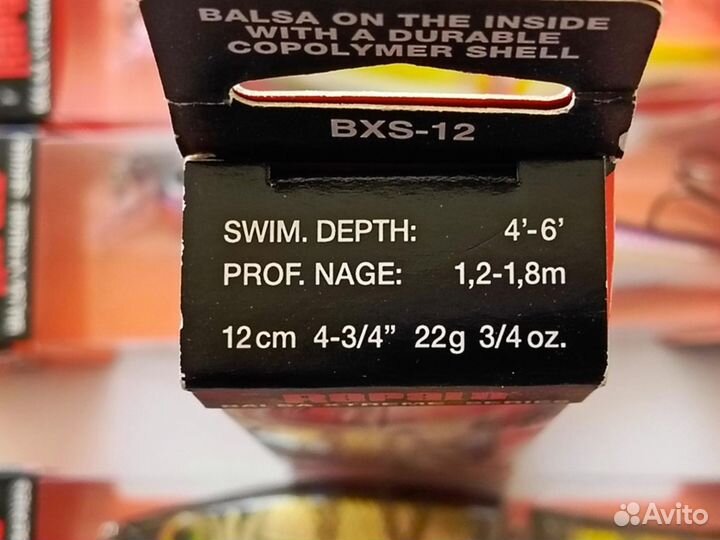 BALSA ON THE INSIDE
WITH A DURABLE
COPOLYMER SHELL
BXS-12
SWIM. DEPTH: 4'-6'
PROF. NAGE: 1,2-1,8m
12cm 4-3/4" 22g 3/4 oz.
Avito